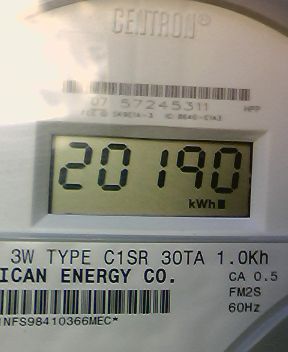 CENTRON®
07 57245311 MPP
20190
kWh
3W TYPE C1SR 30TA 1.0Kh
ICAN ENERGY CO. CA 0.5
FM2S
NFS98410366MEC* 60Hz